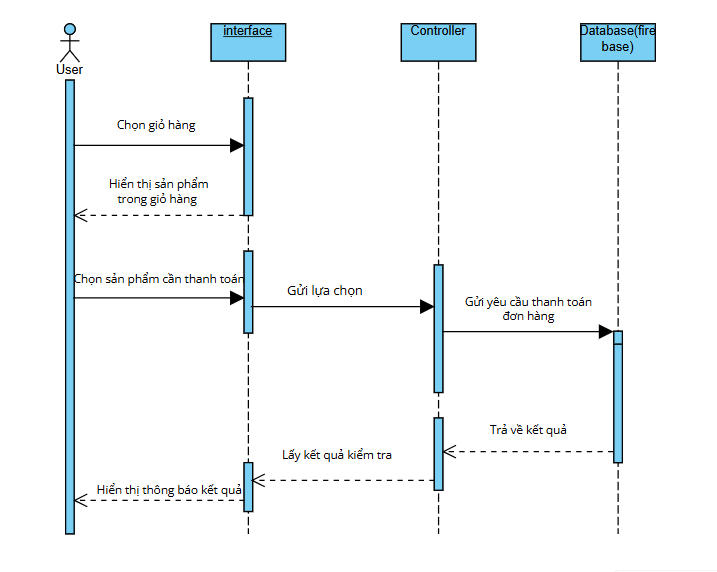 User
interface
Controller
Database(fire
base)
Chọn giỏ hàng
Hiển thị sản phẩm
trong giỏ hàng
Chọn sản phẩm cần thanh toán
Gửi lựa chọn
Gửi yêu cầu thanh toán
đơn hàng
Trả về kết quả
Lấy kết quả kiểm tra
Hiển thị thông báo kết quả